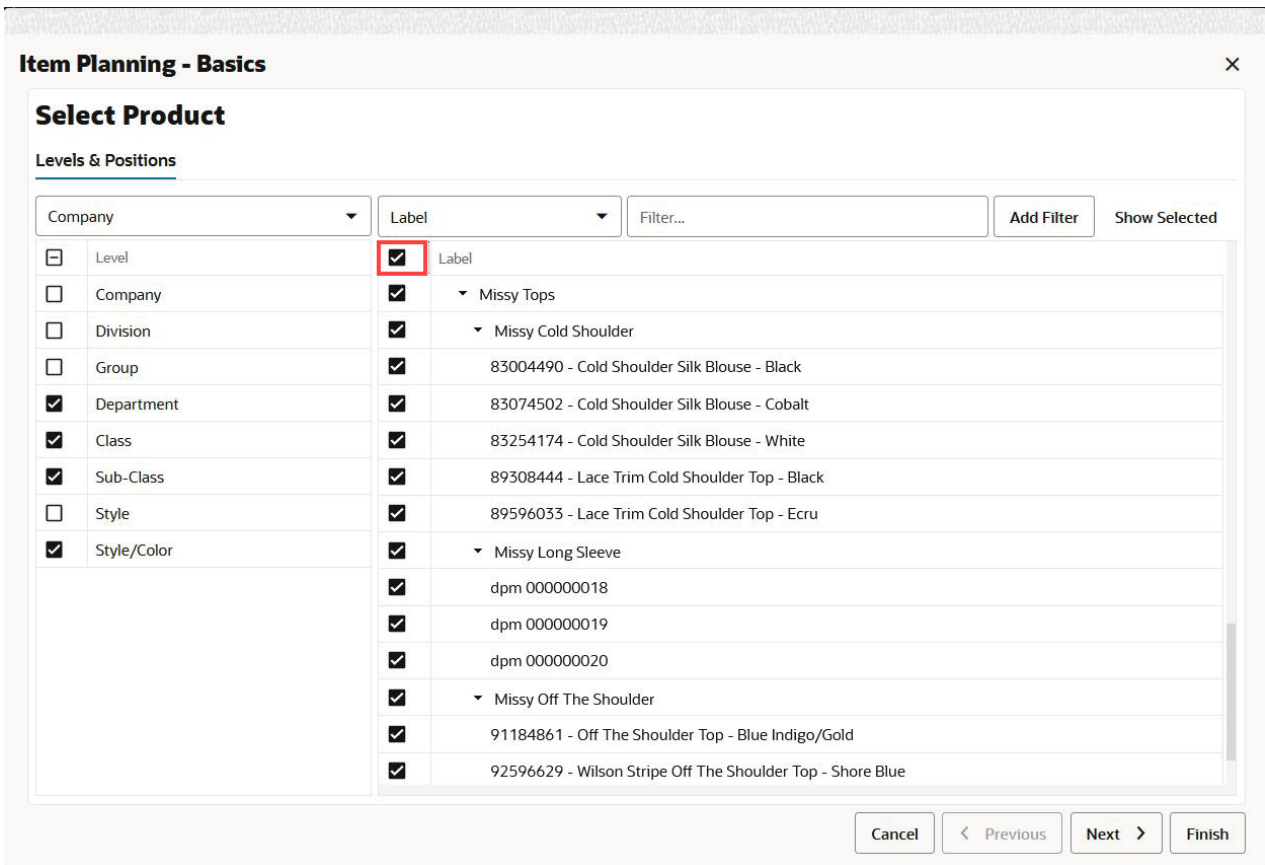 Item Planning - Basics
Select Product
Levels & Positions
Company Label Filter... Add Filter Show Selected
Level Label
Company Missy Tops
Division Missy Cold Shoulder
Group 83004490 - Cold Shoulder Silk Blouse - Black
Department 83074502 - Cold Shoulder Silk Blouse - Cobalt
Class 83254174 - Cold Shoulder Silk Blouse - White
Sub-Class 89308444 - Lace Trim Cold Shoulder Top - Black
Style 89596033 - Lace Trim Cold Shoulder Top - Ecru
Style/Color Missy Long Sleeve
dpm 000000018
dpm 000000019
dpm 000000020
Missy Off The Shoulder
91184861 - Off The Shoulder Top - Blue Indigo/Gold
92596629 - Wilson Stripe Off The Shoulder Top - Shore Blue
Cancel Previous Next Finish